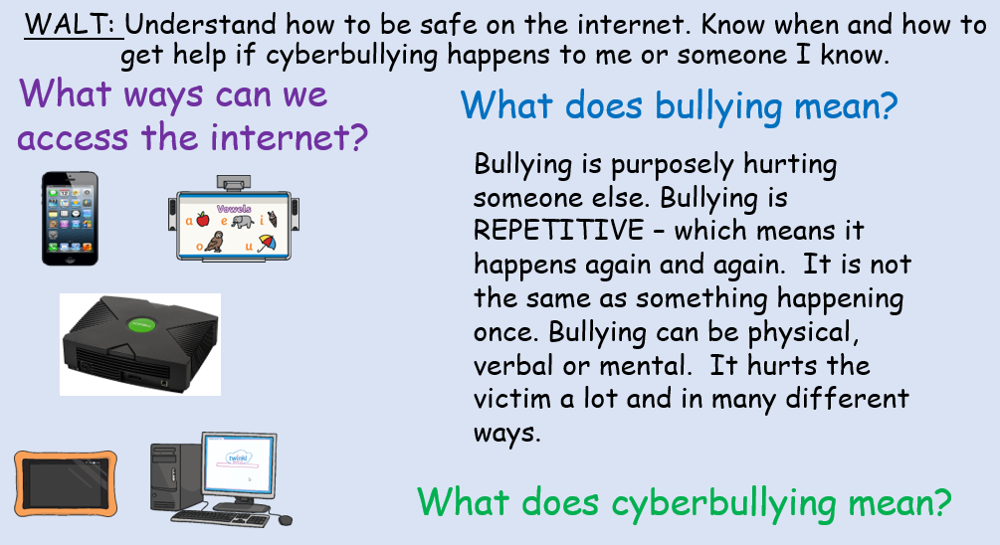 WALT: Understand how to be safe on the internet. Know when and how to
get help if cyberbullying happens to me or someone I know.
What ways can we
access the internet?
Vowels
a e i
o u
twinkl
What does bullying mean?
Bullying is purposely hurting
someone else. Bullying is
REPETITIVE – which means it
happens again and again. It is not
the same as something happening
once. Bullying can be physical,
verbal or mental. It hurts the
victim a lot and in many different
ways.
What does cyberbullying mean?